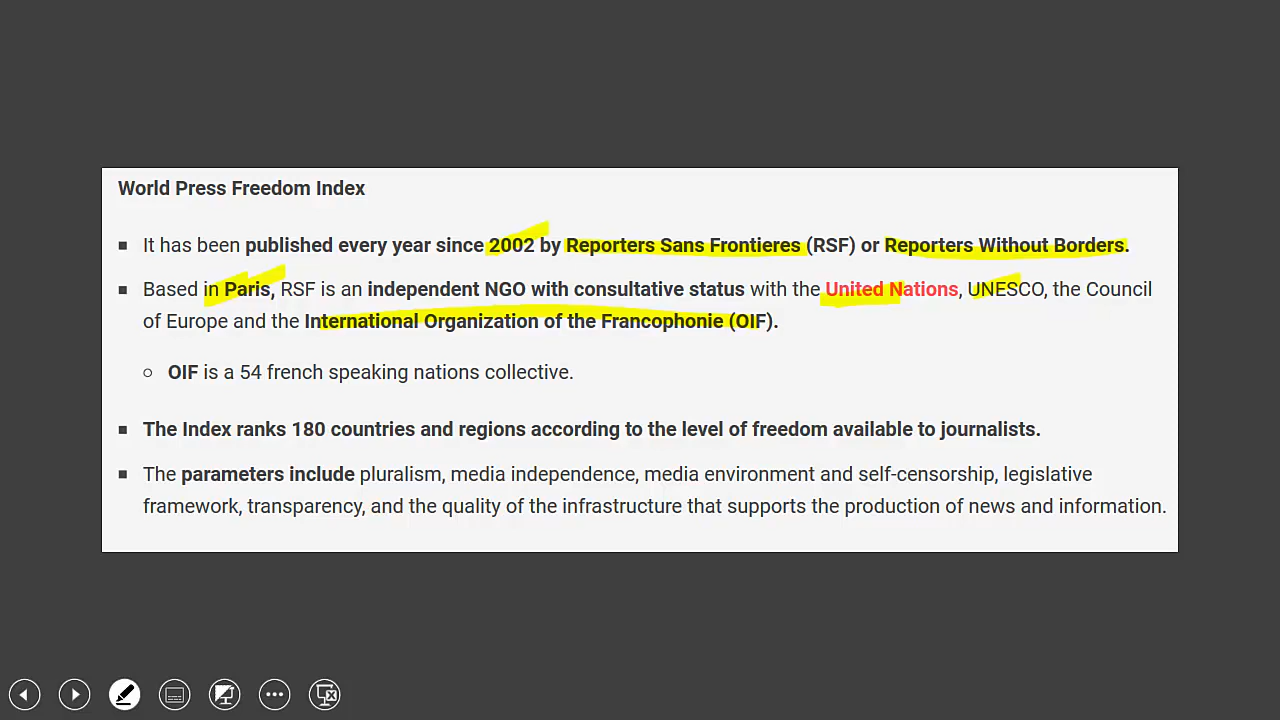 World Press Freedom Index
It has been published every year since 2002 by Reporters Sans Frontieres (RSF) or Reporters Without Borders.
Based in Paris, RSF is an independent NGO with consultative status with the United Nations, UNESCO, the Council
of Europe and the International Organization of the Francophonie (OIF).
OIF is a 54 french speaking nations collective.
The Index ranks 180 countries and regions according to the level of freedom available to journalists.
The parameters include pluralism, media independence, media environment and self-censorship, legislative
framework, transparency, and the quality of the infrastructure that supports the production of news and information.